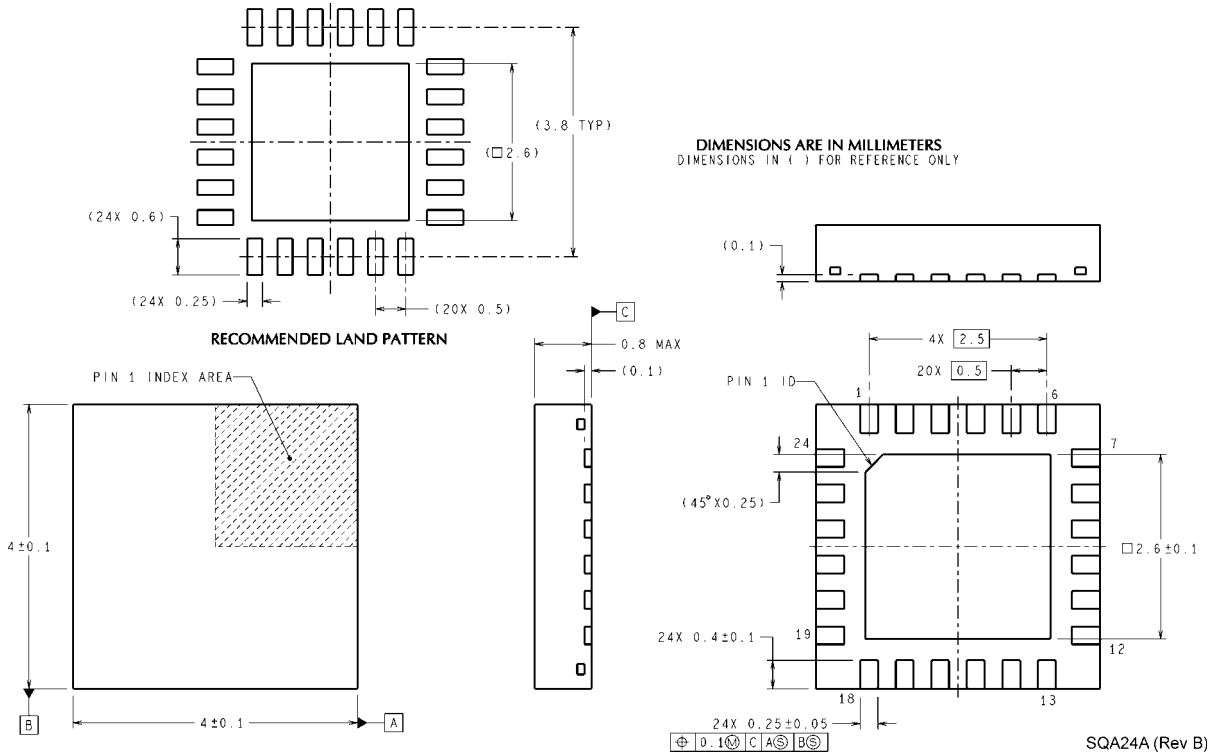 (3.8 TYP)
(□2.6)
(24X 0.6)
(24X 0.25)
(20X 0.5)
RECOMMENDED LAND PATTERN
DIMENSIONS ARE IN MILLIMETERS
DIMENSIONS IN ( ) FOR REFERENCE ONLY
(0.1)
C
0.8 MAX
(0.1)
PIN 1 INDEX AREA
4±0.1
B
4±0.1
A
4X 2.5
20X 0.5
PIN 1 ID
1
6
24
7
(45°X0.25)
□2.6±0.1
24X 0.4±0.1
19
12
18
13
24X 0.25±0.05
⌖ 0.1Ⓜ C AⓈ BⓈ
SQA24A (Rev B)